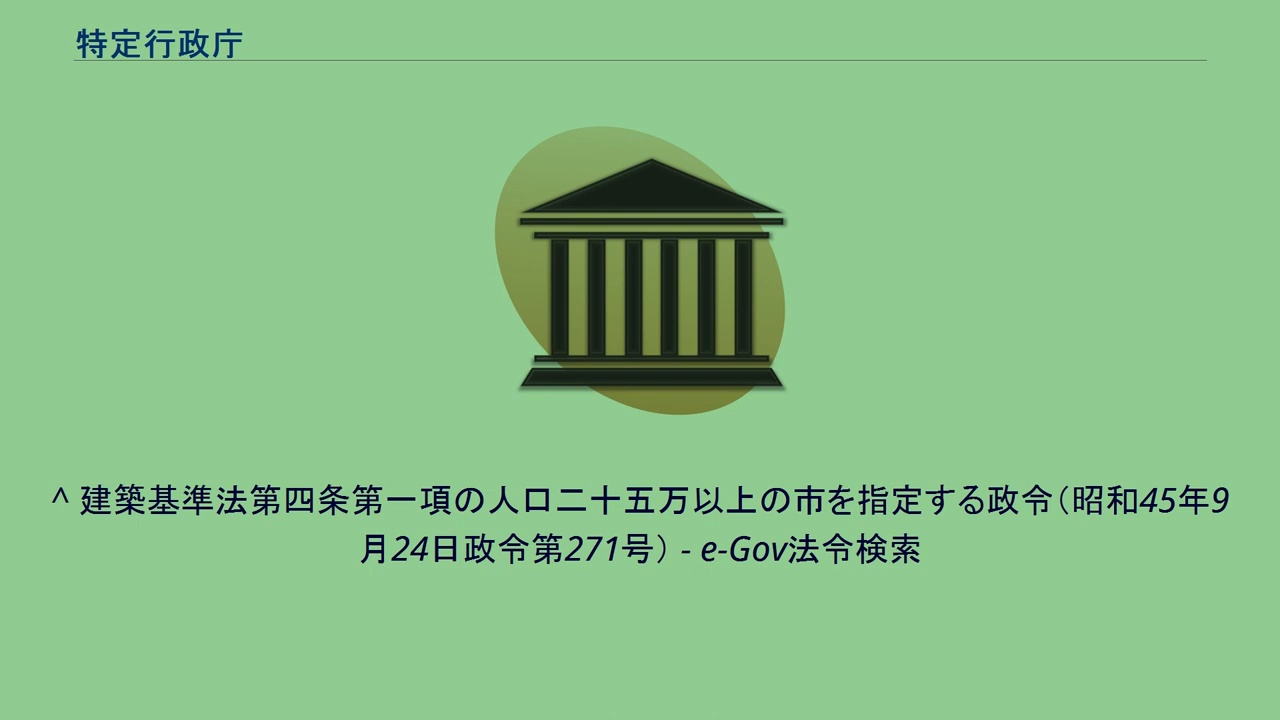 特定行政庁
^ 建築基準法第四条第一項の人口二十五万以上の市を指定する政令（昭和45年9
月24日政令第271号） - e-Gov法令検索